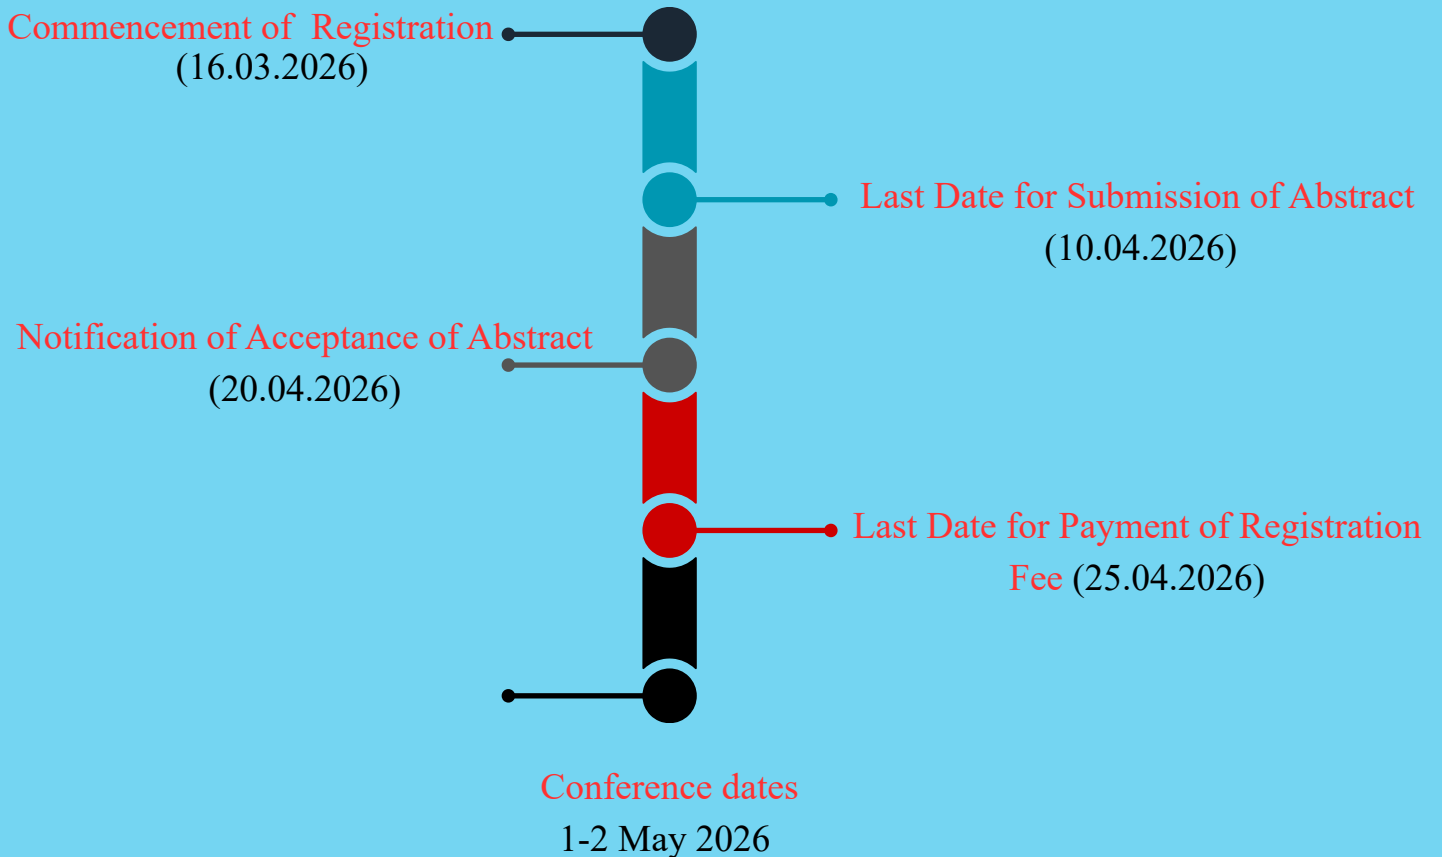 Commencement of Registration
(16.03.2026)
Last Date for Submission of Abstract
(10.04.2026)
Notification of Acceptance of Abstract
(20.04.2026)
Last Date for Payment of Registration
Fee (25.04.2026)
Conference dates
1-2 May 2026